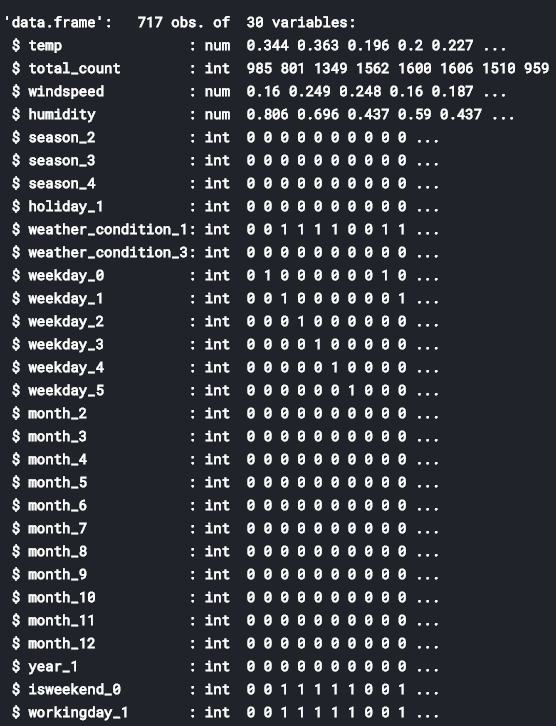 'data.frame':   717 obs. of  30 variables:
 $ temp               : num  0.344 0.363 0.196 0.2 0.227 ...
 $ total_count        : int  985 801 1349 1562 1600 1606 1510 959
 $ windspeed          : num  0.16 0.249 0.248 0.16 0.187 ...
 $ humidity           : num  0.806 0.696 0.437 0.59 0.437 ...
 $ season_2           : int  0 0 0 0 0 0 0 0 0 0 ...
 $ season_3           : int  0 0 0 0 0 0 0 0 0 0 ...
 $ season_4           : int  0 0 0 0 0 0 0 0 0 0 ...
 $ holiday_1          : int  0 0 0 0 0 0 0 0 0 0 ...
 $ weather_condition_1: int  0 0 1 1 1 1 0 0 1 1 ...
 $ weather_condition_3: int  0 0 0 0 0 0 0 0 0 0 ...
 $ weekday_0          : int  0 1 0 0 0 0 0 0 1 0 ...
 $ weekday_1          : int  0 0 1 0 0 0 0 0 0 1 ...
 $ weekday_2          : int  0 0 0 1 0 0 0 0 0 0 ...
 $ weekday_3          : int  0 0 0 0 1 0 0 0 0 0 ...
 $ weekday_4          : int  0 0 0 0 0 1 0 0 0 0 ...
 $ weekday_5          : int  0 0 0 0 0 0 1 0 0 0 ...
 $ month_2            : int  0 0 0 0 0 0 0 0 0 0 ...
 $ month_3            : int  0 0 0 0 0 0 0 0 0 0 ...
 $ month_4            : int  0 0 0 0 0 0 0 0 0 0 ...
 $ month_5            : int  0 0 0 0 0 0 0 0 0 0 ...
 $ month_6            : int  0 0 0 0 0 0 0 0 0 0 ...
 $ month_7            : int  0 0 0 0 0 0 0 0 0 0 ...
 $ month_8            : int  0 0 0 0 0 0 0 0 0 0 ...
 $ month_9            : int  0 0 0 0 0 0 0 0 0 0 ...
 $ month_10           : int  0 0 0 0 0 0 0 0 0 0 ...
 $ month_11           : int  0 0 0 0 0 0 0 0 0 0 ...
 $ month_12           : int  0 0 0 0 0 0 0 0 0 0 ...
 $ year_1             : int  0 0 0 0 0 0 0 0 0 0 ...
 $ isweekend_0        : int  0 0 1 1 1 1 1 0 0 1 ...
 $ workingday_1       : int  0 0 1 1 1 1 1 0 0 1 ...